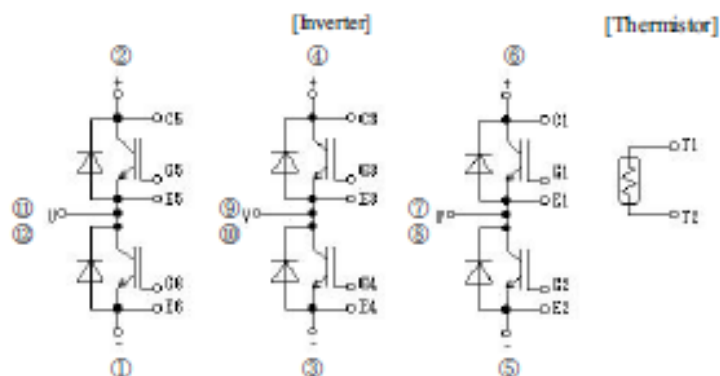 [Inverter] [Thermistor]
② ④ ⑥
+ + +
C5 C3 C1
T1
G5 G3 G1
E5 E3 E1
⑪ ⑨ ⑦
U V W
T2
⑫ ⑩ ⑧
G6 G4 G2
E6 E4 E2
- - -
① ③ ⑤